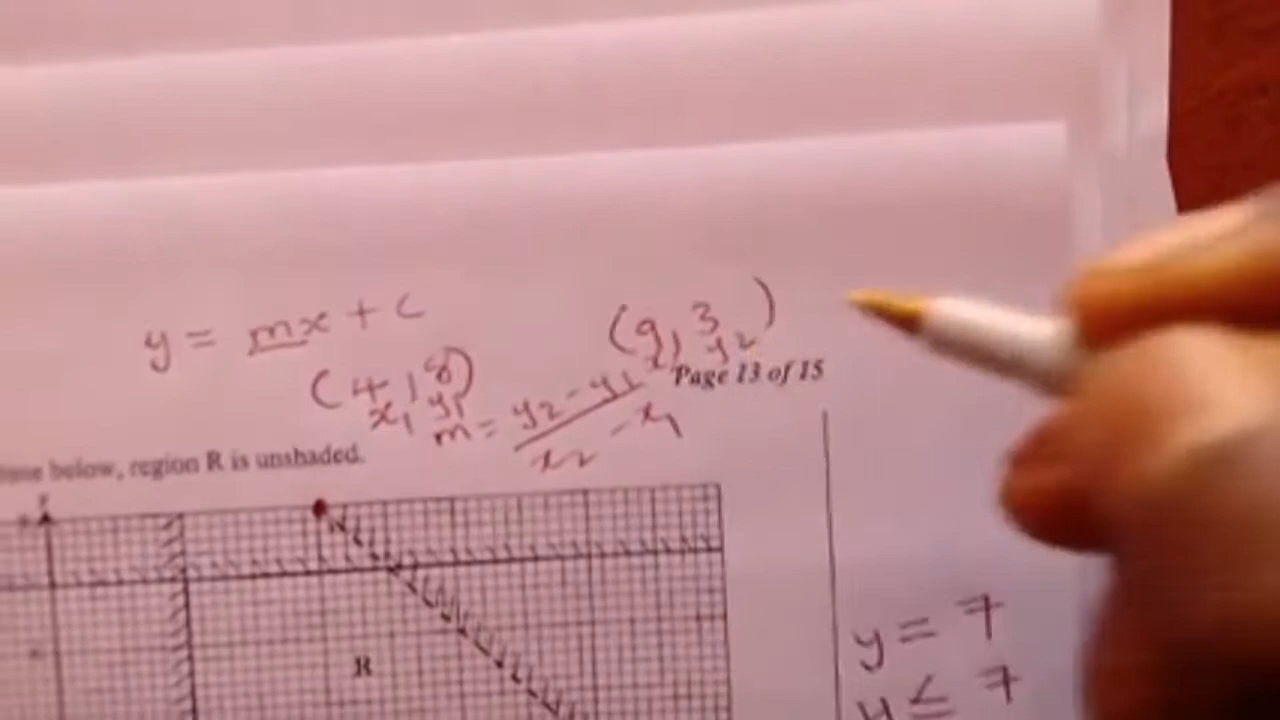 y = mx + c
(9, 3)
x₂ y₂
(4, 8)
x₁ y₁
m = y₂ - y₁
x₂ - x₁
Page 13 of 15
below, region R is unshaded.
R
y = 7
y ≤ 7